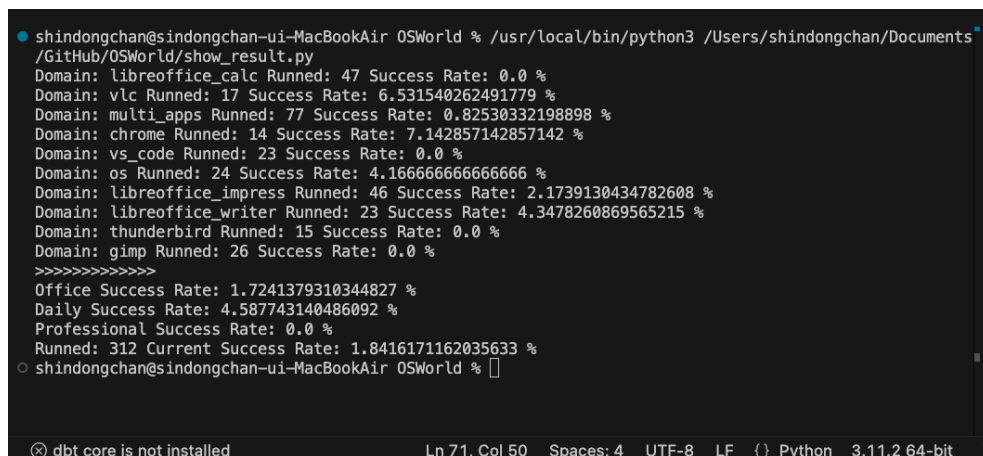 shindongchan@sindongchan-ui-MacBookAir OSWorld % /usr/local/bin/python3 /Users/shindongchan/Documents
/GitHub/OSWorld/show_result.py
Domain: libreoffice_calc Runned: 47 Success Rate: 0.0 %
Domain: vlc Runned: 17 Success Rate: 6.531540262491779 %
Domain: multi_apps Runned: 77 Success Rate: 0.82530332198898 %
Domain: chrome Runned: 14 Success Rate: 7.142857142857142 %
Domain: vs_code Runned: 23 Success Rate: 0.0 %
Domain: os Runned: 24 Success Rate: 4.166666666666666 %
Domain: libreoffice_impress Runned: 46 Success Rate: 2.1739130434782608 %
Domain: libreoffice_writer Runned: 23 Success Rate: 4.3478260869565215 %
Domain: thunderbird Runned: 15 Success Rate: 0.0 %
Domain: gimp Runned: 26 Success Rate: 0.0 %
>>>>>>>>>>>>>
Office Success Rate: 1.7241379310344827 %
Daily Success Rate: 4.587743140486092 %
Professional Success Rate: 0.0 %
Runned: 312 Current Success Rate: 1.8416171162035633 %
shindongchan@sindongchan-ui-MacBookAir OSWorld %
dbt core is not installed Ln 71, Col 50 Spaces: 4 UTF-8 LF {} Python 3.11.2 64-bit